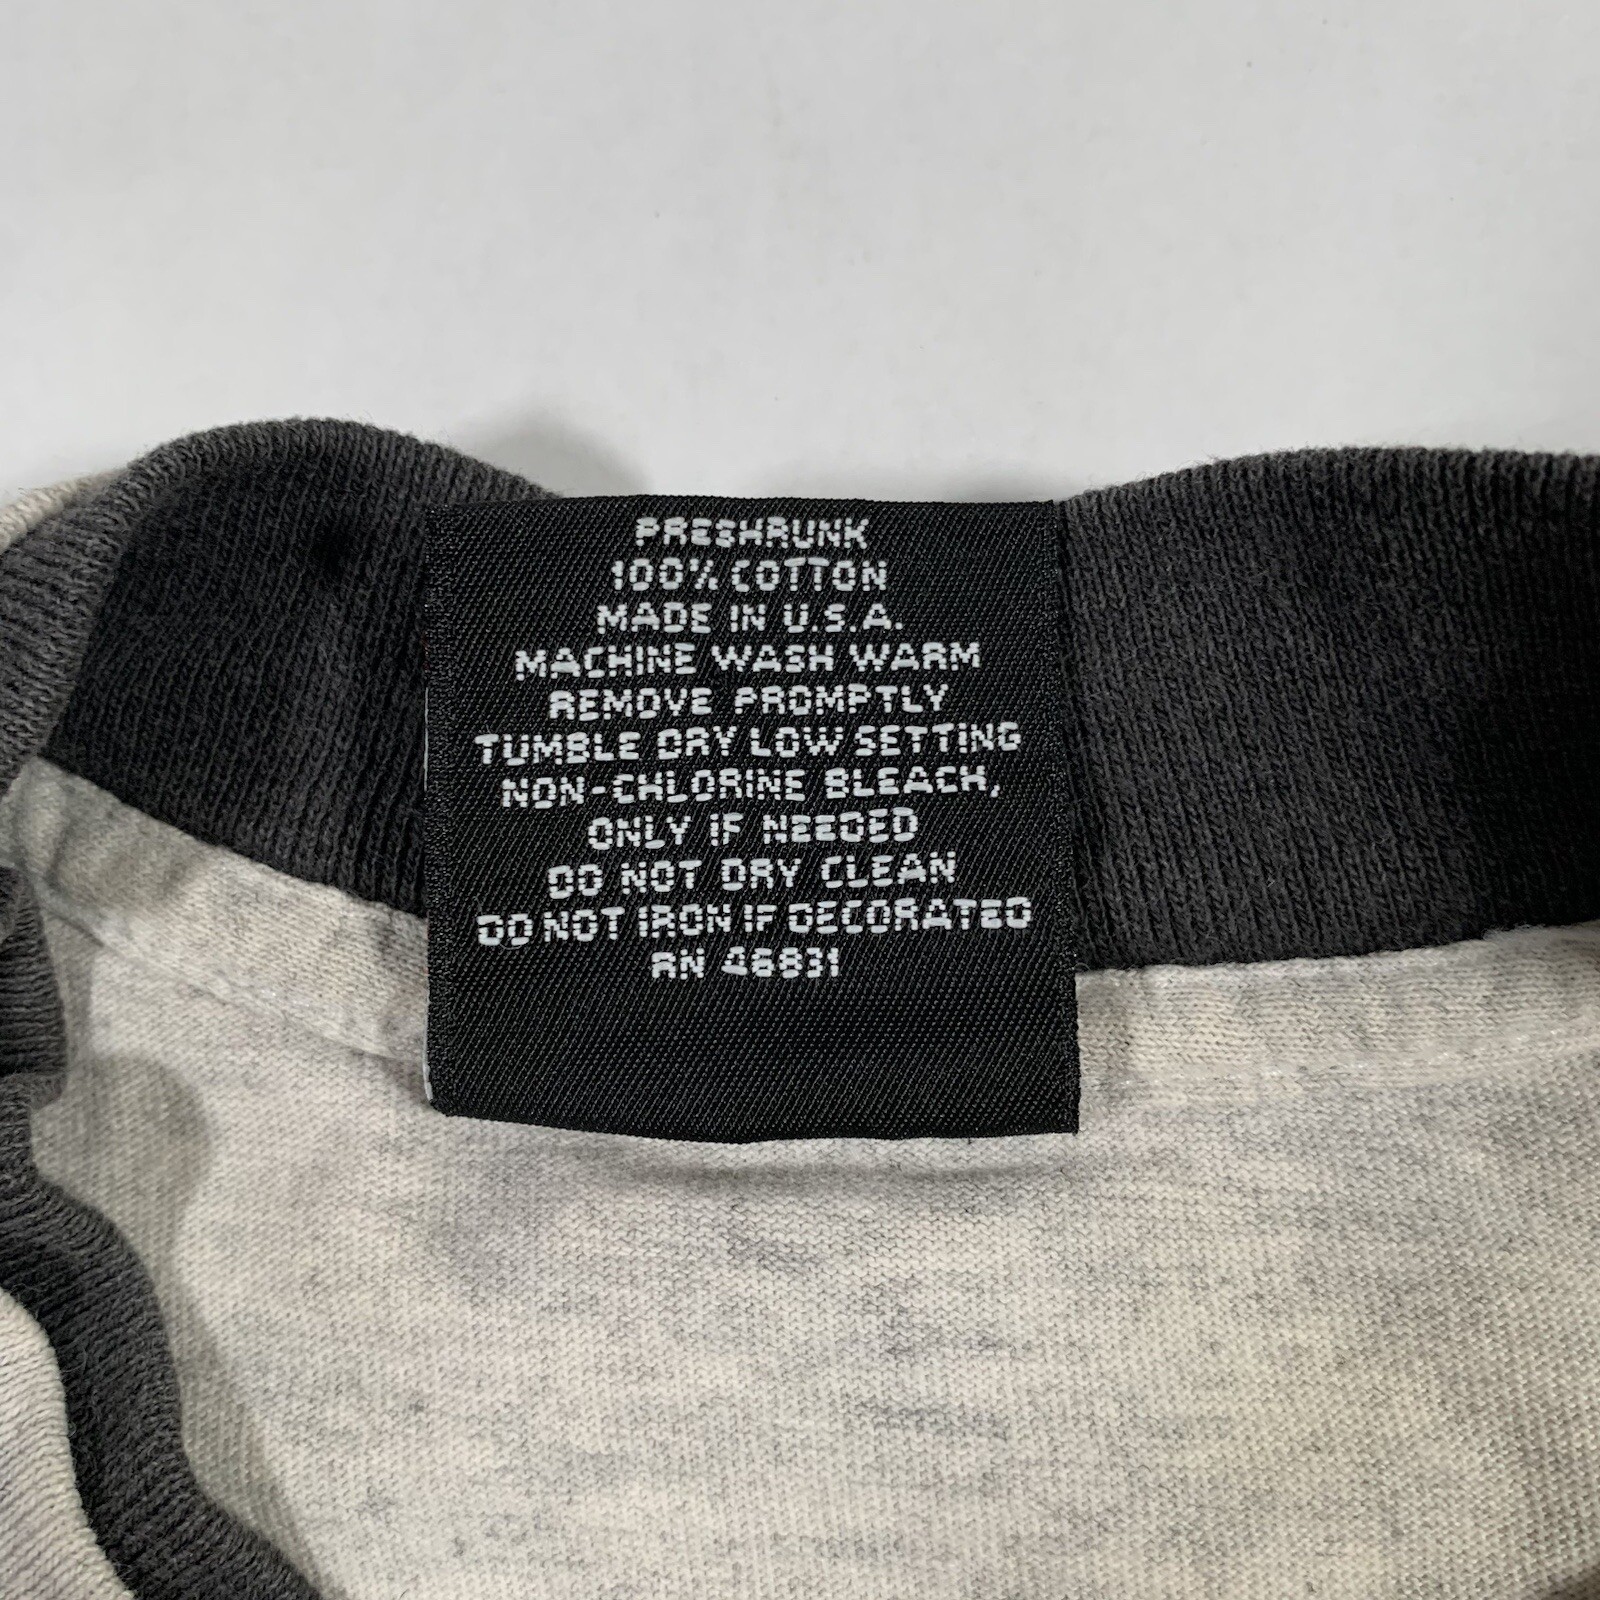 PRESHRUNK
100% COTTON
MADE IN U.S.A.
MACHINE WASH WARM
REMOVE PROMPTLY
TUMBLE DRY LOW SETTING
NON-CHLORINE BLEACH,
ONLY IF NEEDED
DO NOT DRY CLEAN
DO NOT IRON IF DECORATED
RN 46831